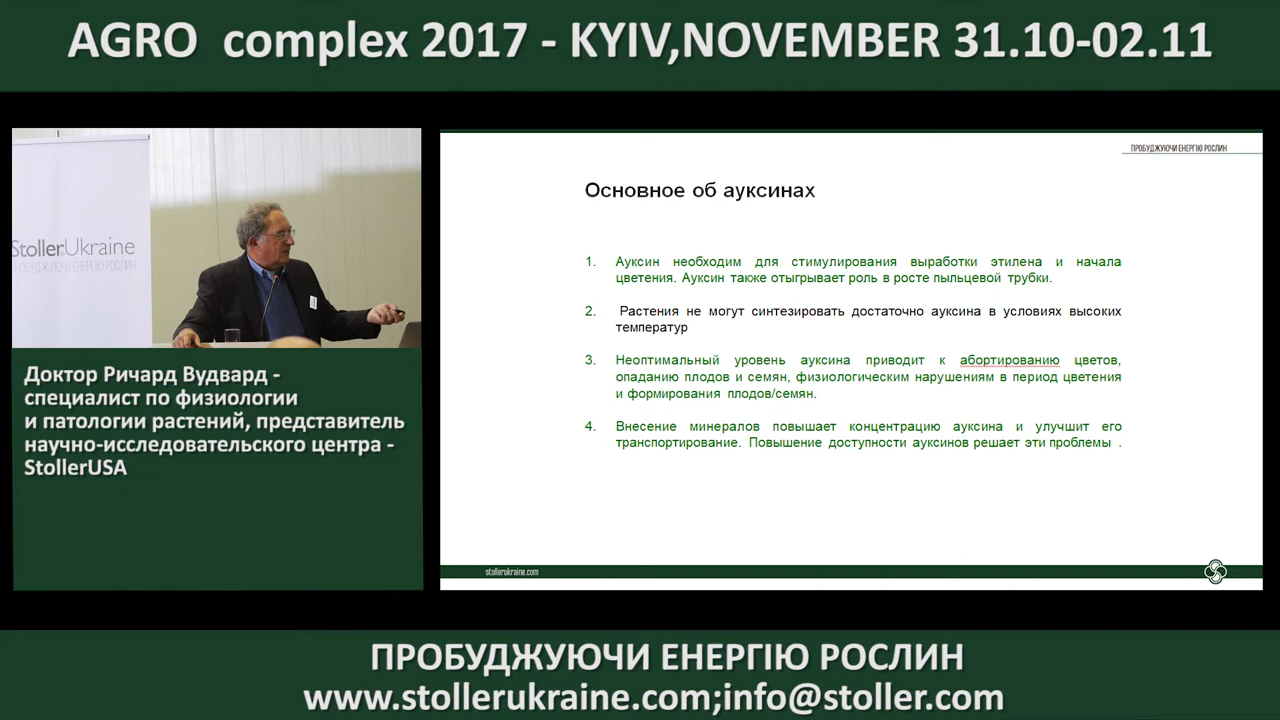 AGRO complex 2017 - KYIV,NOVEMBER 31.10-02.11
StollerUkraine
ПРОБУДЖУЮЧИ ЕНЕРГІЮ РОСЛИН
Доктор Ричард Вудвард -
специалист по физиологии
и патологии растений, представитель
научно-исследовательского центра -
StollerUSA
ПРОБУДЖУЮЧИ ЕНЕРГІЮ РОСЛИН
Основное об ауксинах
1. Ауксин необходим для стимулирования выработки этилена и начала
цветения. Ауксин также отыгрывает роль в росте пыльцевой трубки.
2. Растения не могут синтезировать достаточно ауксина в условиях высоких
температур
3. Неоптимальный уровень ауксина приводит к абортированию цветов,
опаданию плодов и семян, физиологическим нарушениям в период цветения
и формирования плодов/семян.
4. Внесение минералов повышает концентрацию ауксина и улучшит его
транспортирование. Повышение доступности ауксинов решает эти проблемы .
stollerukraine.com
ПРОБУДЖУЮЧИ ЕНЕРГІЮ РОСЛИН
www.stollerukraine.com;info@stoller.com